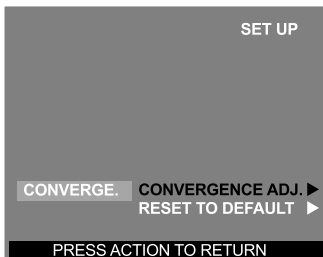 SET UP
CONVERGE. CONVERGENCE ADJ. ▶
RESET TO DEFAULT ▶
PRESS ACTION TO RETURN